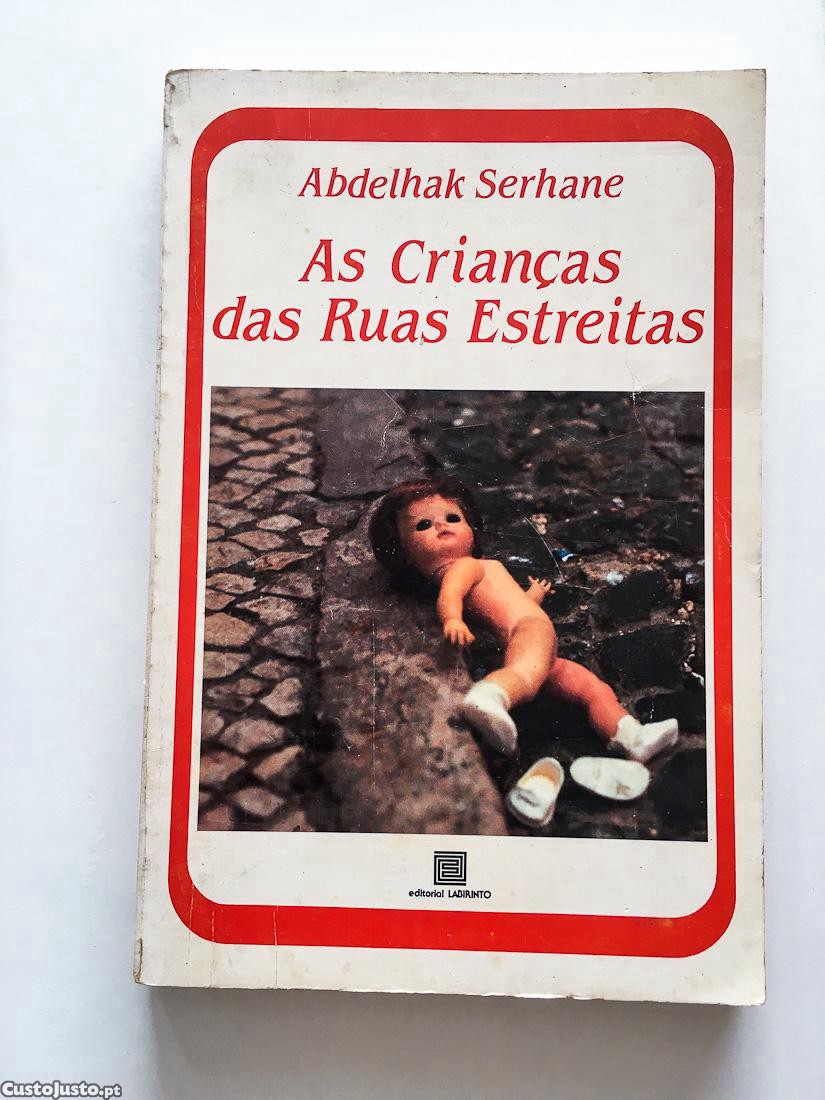 Abdelhak Serhane
As Crianças
das Ruas Estreitas
editorial LABIRINTO
CustoJusto.pt